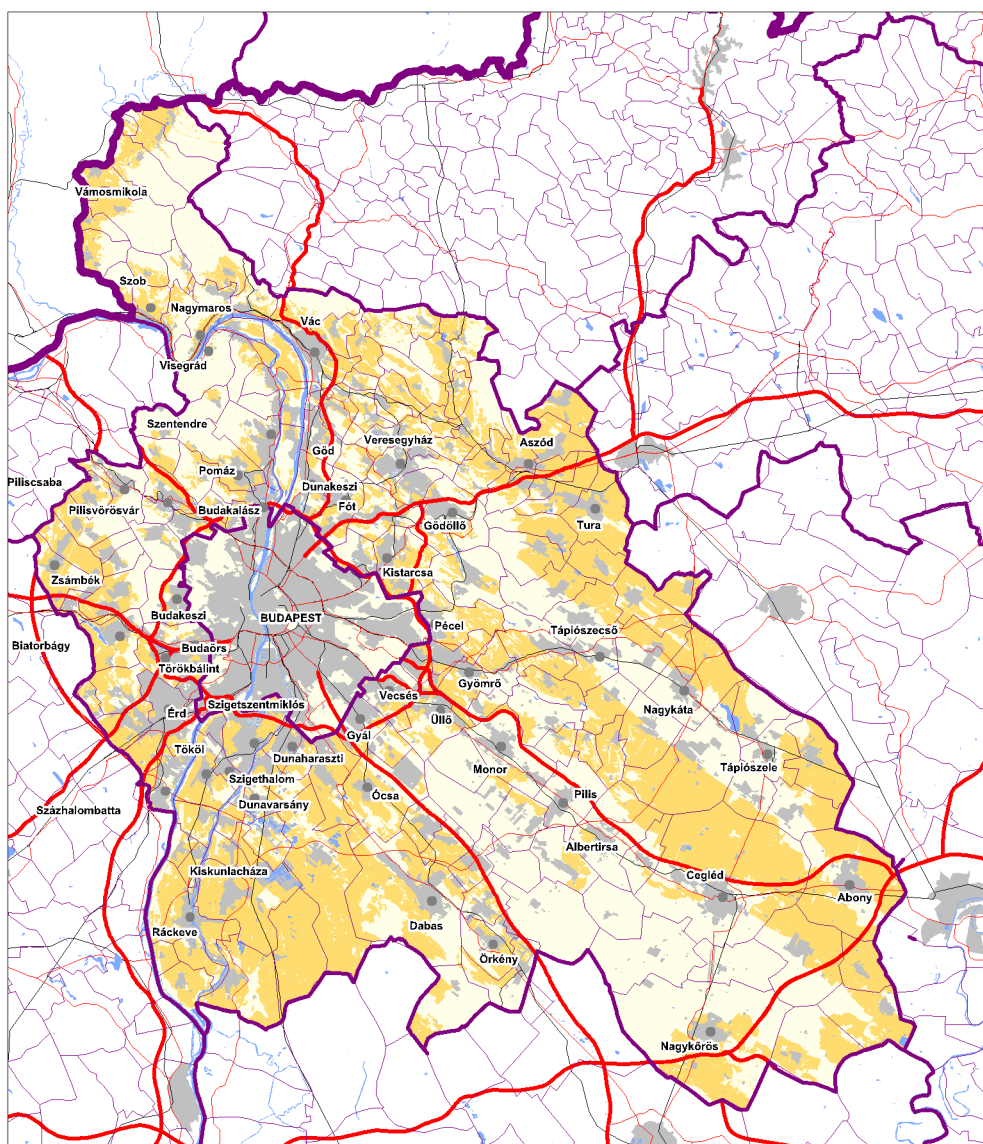 Vámosmikola
Szob
Nagymaros
Vác
Visegrád
Szentendre
Göd
Veresegyház
Aszód
Pomáz
Dunakeszi
Piliscsaba
Fót
Pilisvörösvár
Budakalász
Gödöllő
Tura
Kistarcsa
Zsámbék
Budakeszi
BUDAPEST
Pécel
Tápiószecső
Biatorbágy
Budaörs
Törökbálint
Gyömrő
Vecsés
Nagykáta
Szigetszentmiklós
Érd
Üllő
Gyál
Tököl
Dunaharaszti
Monor
Tápiószele
Szigethalom
Pilis
Ócsa
Dunavarsány
Százhalombatta
Albertirsa
Kiskunlacháza
Cegléd
Abony
Dabas
Ráckeve
Örkény
Nagykőrös